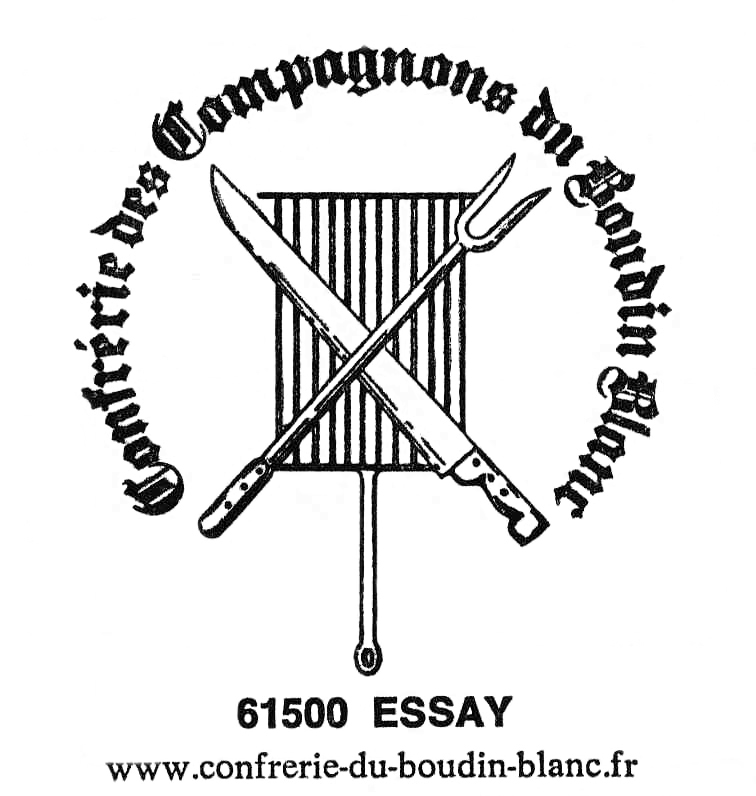 Confrérie des Compagnons du Boudin Blanc
61500 ESSAY
www.confrerie-du-boudin-blanc.fr